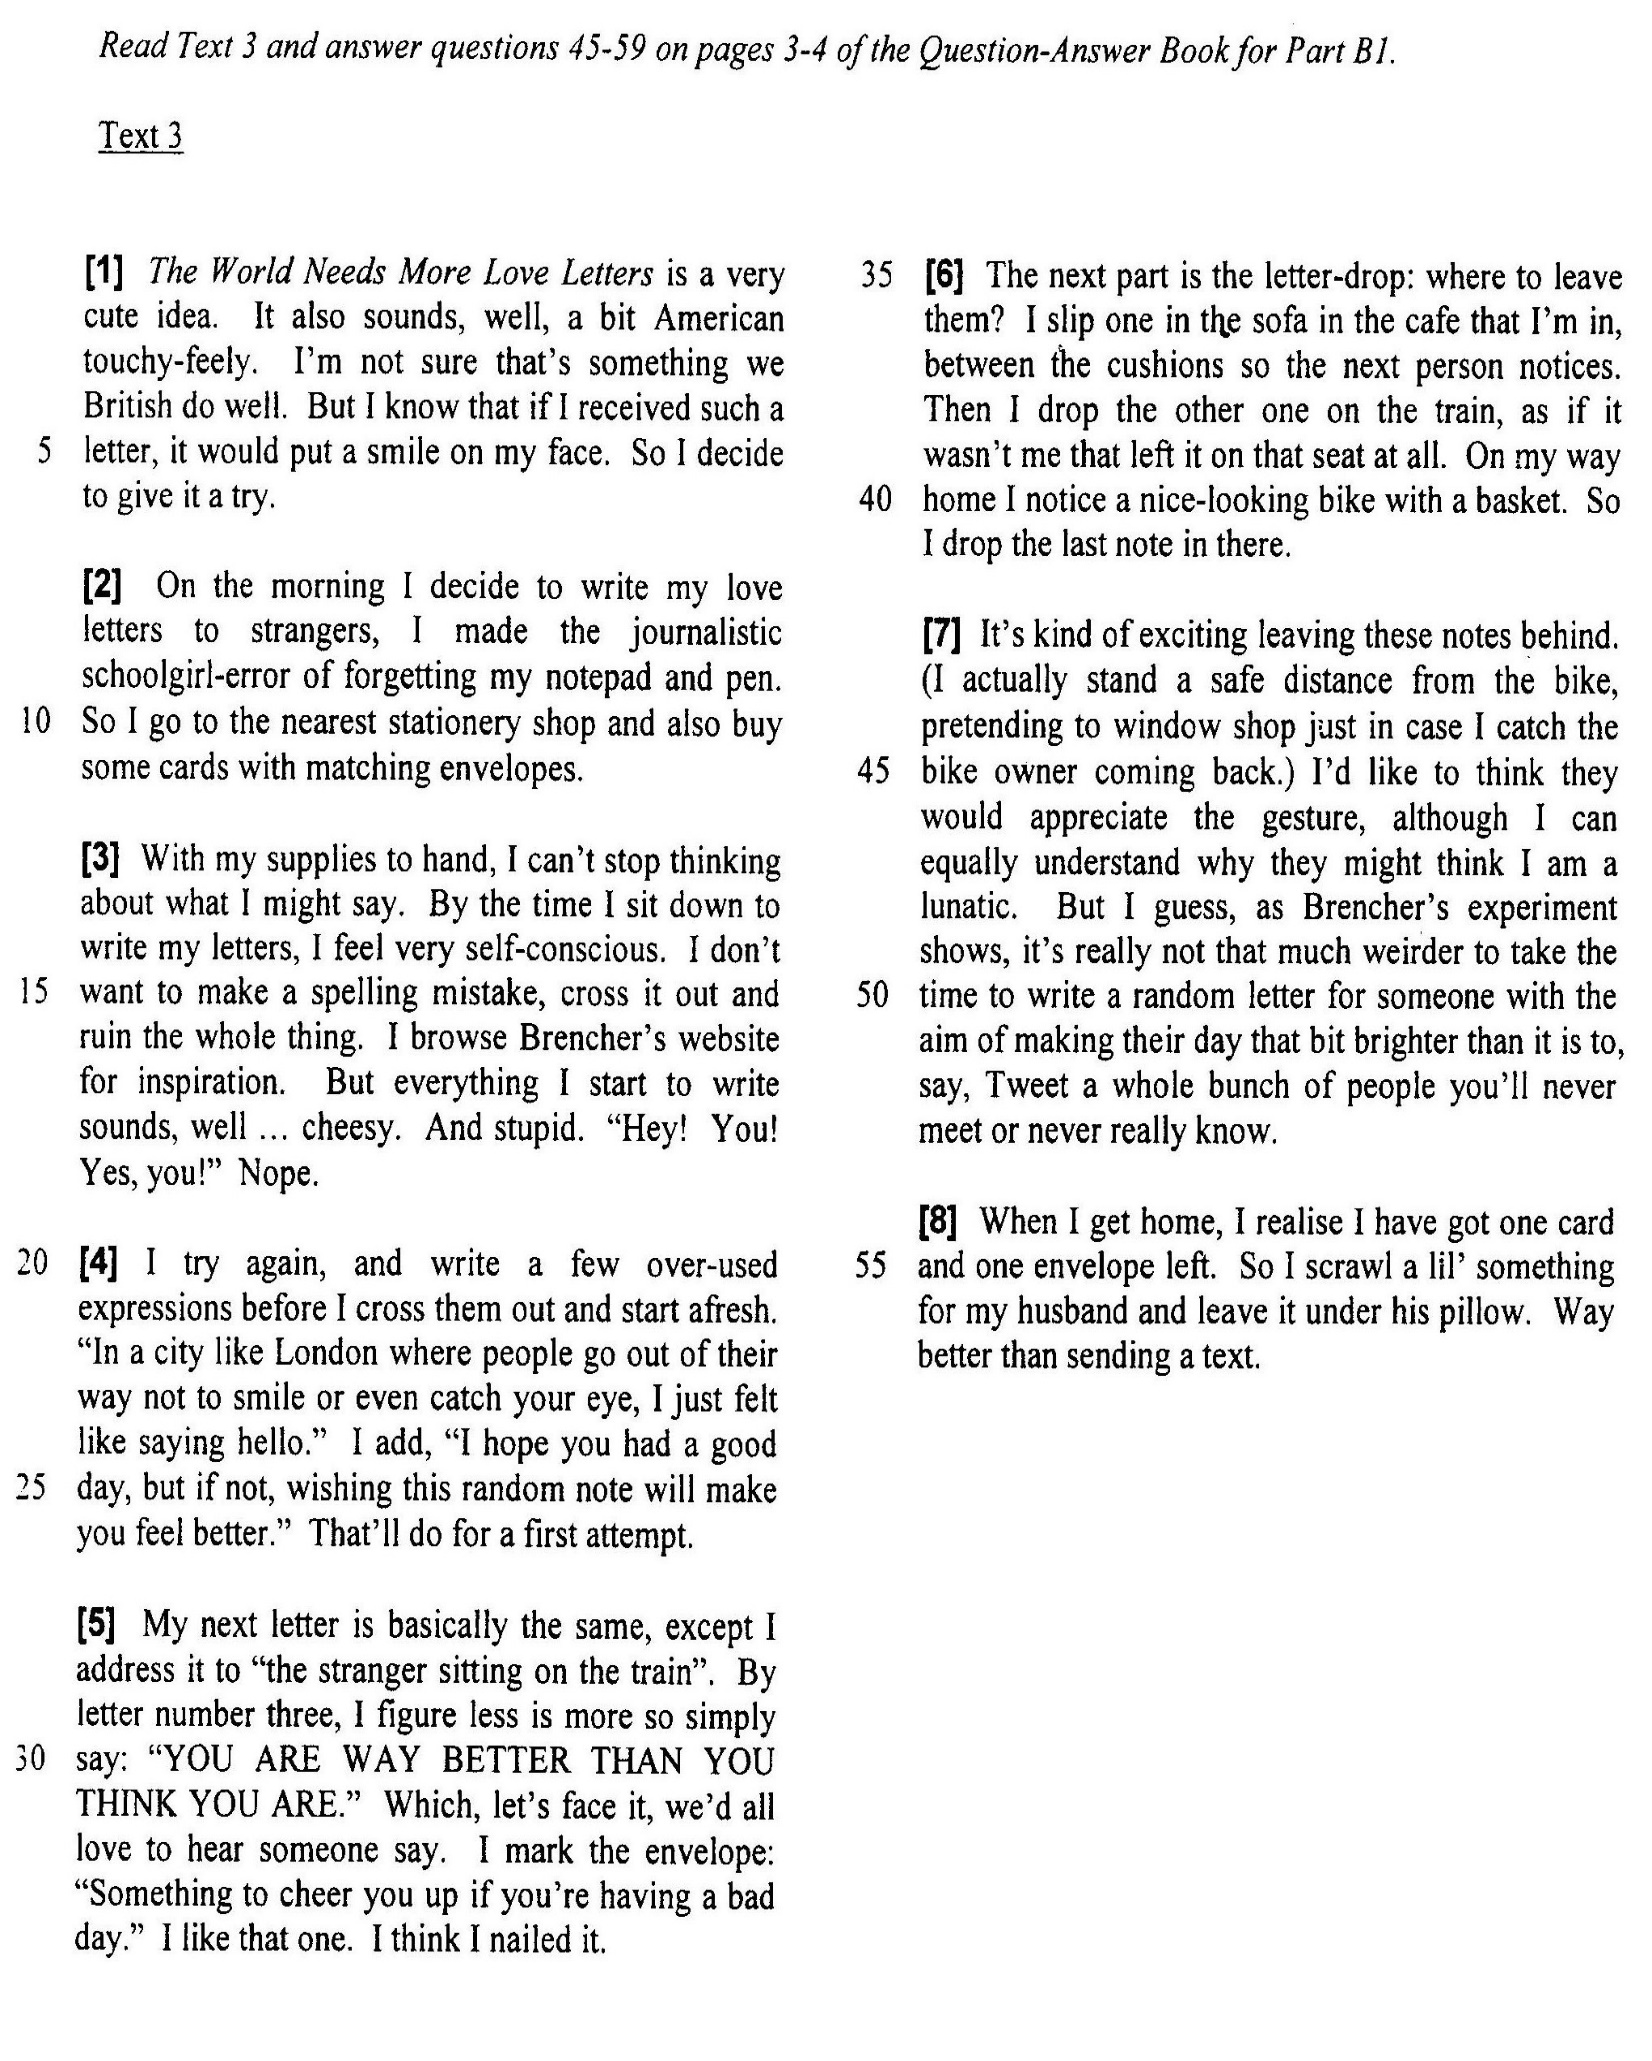 Read Text 3 and answer questions 45-59 on pages 3-4 of the Question-Answer Book for Part B1.
Text 3
[1] The World Needs More Love Letters is a very
cute idea. It also sounds, well, a bit American
touchy-feely. I'm not sure that's something we
British do well. But I know that if I received such a
5 letter, it would put a smile on my face. So I decide
to give it a try.
[2] On the morning I decide to write my love
letters to strangers, I made the journalistic
schoolgirl-error of forgetting my notepad and pen.
10 So I go to the nearest stationery shop and also buy
some cards with matching envelopes.
[3] With my supplies to hand, I can't stop thinking
about what I might say. By the time I sit down to
write my letters, I feel very self-conscious. I don't
15 want to make a spelling mistake, cross it out and
ruin the whole thing. I browse Brencher's website
for inspiration. But everything I start to write
sounds, well ... cheesy. And stupid. "Hey! You!
Yes, you!" Nope.
20 [4] I try again, and write a few over-used
expressions before I cross them out and start afresh.
"In a city like London where people go out of their
way not to smile or even catch your eye, I just felt
like saying hello." I add, "I hope you had a good
25 day, but if not, wishing this random note will make
you feel better." That'll do for a first attempt.
[5] My next letter is basically the same, except I
address it to "the stranger sitting on the train". By
letter number three, I figure less is more so simply
30 say: "YOU ARE WAY BETTER THAN YOU
THINK YOU ARE." Which, let's face it, we'd all
love to hear someone say. I mark the envelope:
"Something to cheer you up if you're having a bad
day." I like that one. I think I nailed it.
35 [6] The next part is the letter-drop: where to leave
them? I slip one in the sofa in the cafe that I'm in,
between the cushions so the next person notices.
Then I drop the other one on the train, as if it
wasn't me that left it on that seat at all. On my way
40 home I notice a nice-looking bike with a basket. So
I drop the last note in there.
[7] It's kind of exciting leaving these notes behind.
(I actually stand a safe distance from the bike,
pretending to window shop just in case I catch the
45 bike owner coming back.) I'd like to think they
would appreciate the gesture, although I can
equally understand why they might think I am a
lunatic. But I guess, as Brencher's experiment
shows, it's really not that much weirder to take the
50 time to write a random letter for someone with the
aim of making their day that bit brighter than it is to,
say, Tweet a whole bunch of people you'll never
meet or never really know.
[8] When I get home, I realise I have got one card
55 and one envelope left. So I scrawl a lil' something
for my husband and leave it under his pillow. Way
better than sending a text.